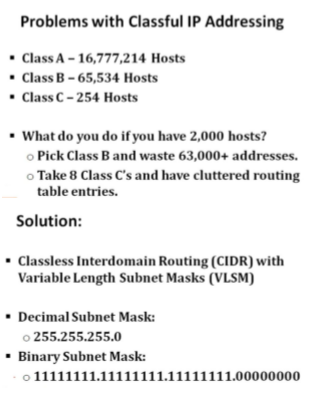 Problems with Classful IP Addressing
▪ Class A – 16,777,214 Hosts
▪ Class B – 65,534 Hosts
▪ Class C – 254 Hosts
▪ What do you do if you have 2,000 hosts?
o Pick Class B and waste 63,000+ addresses.
o Take 8 Class C's and have cluttered routing
table entries.
Solution:
▪ Classless Interdomain Routing (CIDR) with
Variable Length Subnet Masks (VLSM)
▪ Decimal Subnet Mask:
o 255.255.255.0
▪ Binary Subnet Mask:
o 11111111.11111111.11111111.00000000